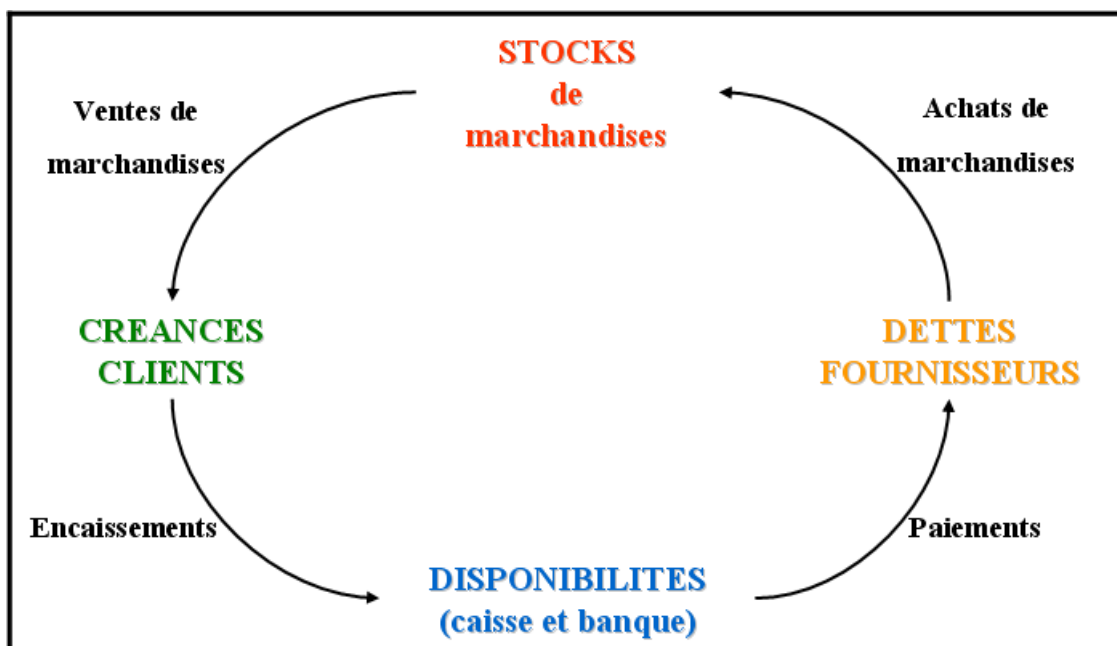 STOCKS
de
marchandises
Ventes de
marchandises
Achats de
marchandises
CREANCES
CLIENTS
DETTES
FOURNISSEURS
Encaissements
Paiements
DISPONIBILITES
(caisse et banque)